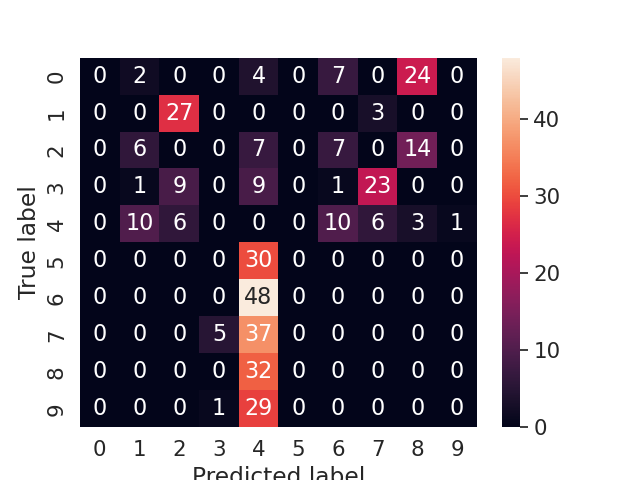 0 0 2 0 0 4 0 7 0 24 0
1 0 0 27 0 0 0 0 3 0 0
2 0 6 0 0 7 0 7 0 14 0
3 0 1 9 0 9 0 1 23 0 0
4 0 10 6 0 0 0 10 6 3 1
5 0 0 0 0 30 0 0 0 0 0
6 0 0 0 0 48 0 0 0 0 0
7 0 0 0 5 37 0 0 0 0 0
8 0 0 0 0 32 0 0 0 0 0
9 0 0 0 1 29 0 0 0 0 0
0 1 2 3 4 5 6 7 8 9
Predicted label
True label
40
30
20
10
0